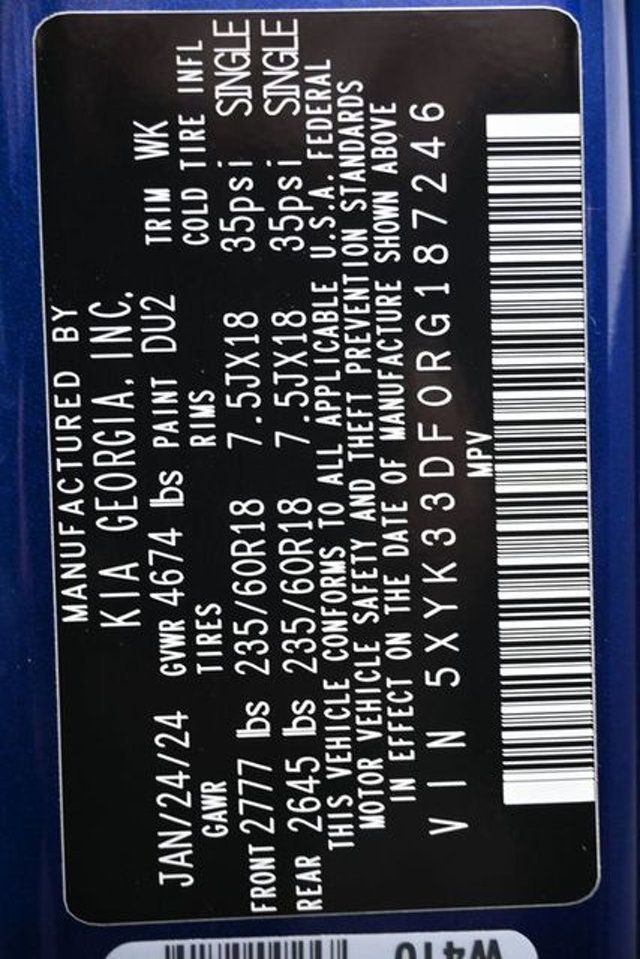 MANUFACTURED BY
KIA GEORGIA, INC.
JAN/24/24 GVWR 4674 lbs PAINT DU2 TRIM WK
GAWR TIRES RIMS COLD TIRE INFL
FRONT 2777 lbs 235/60R18 7.5JX18 35psi SINGLE
REAR 2645 lbs 235/60R18 7.5JX18 35psi SINGLE
THIS VEHICLE CONFORMS TO ALL APPLICABLE U.S.A. FEDERAL
MOTOR VEHICLE SAFETY AND THEFT PREVENTION STANDARDS
IN EFFECT ON THE DATE OF MANUFACTURE SHOWN ABOVE
VIN 5XYK33DF0RG187246
MPV